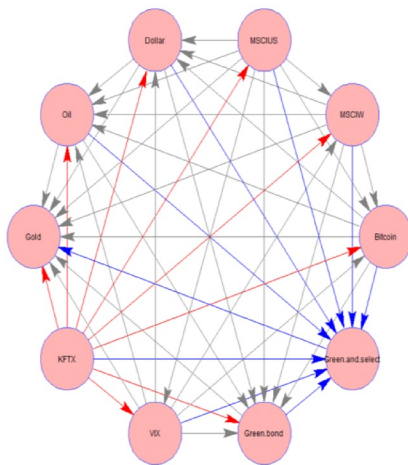 Dollar
MSCIUS
Oil
MSCIW
Gold
Bitcoin
KFTX
Green.and.select
VIX
Green.bond